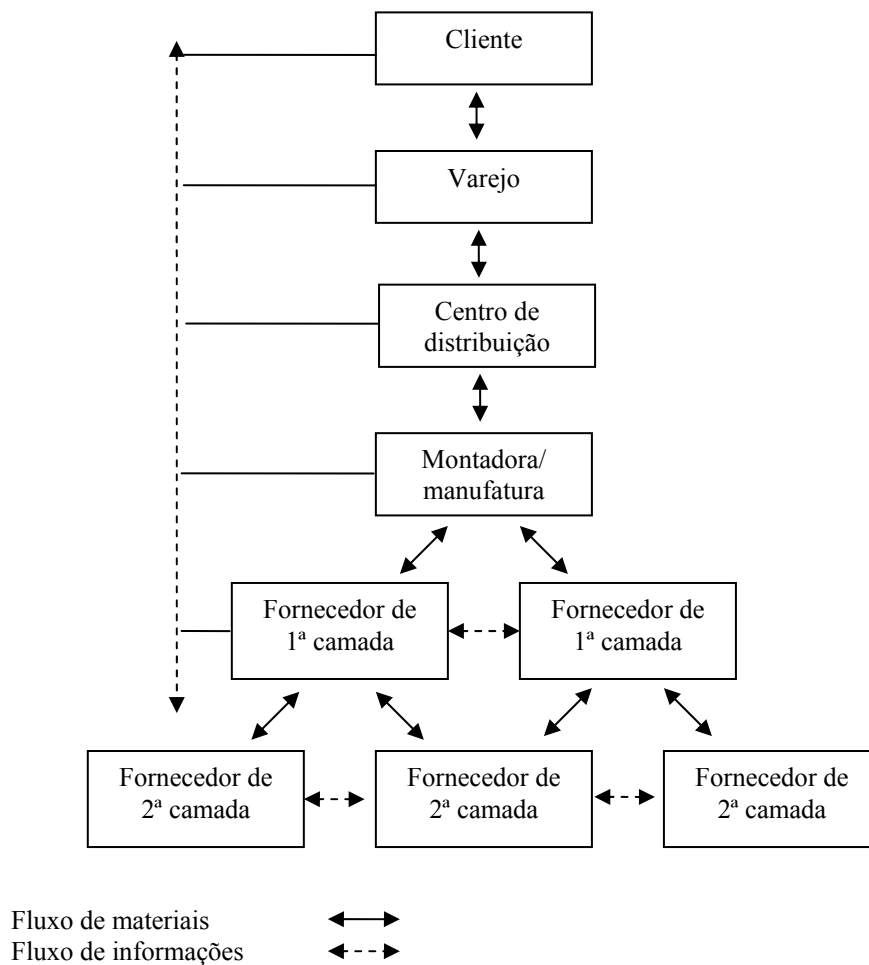 Cliente
Varejo
Centro de
distribuição
Montadora/
manufatura
Fornecedor de
1ª camada
Fornecedor de
1ª camada
Fornecedor de
2ª camada
Fornecedor de
2ª camada
Fornecedor de
2ª camada
Fluxo de materiais
Fluxo de informações